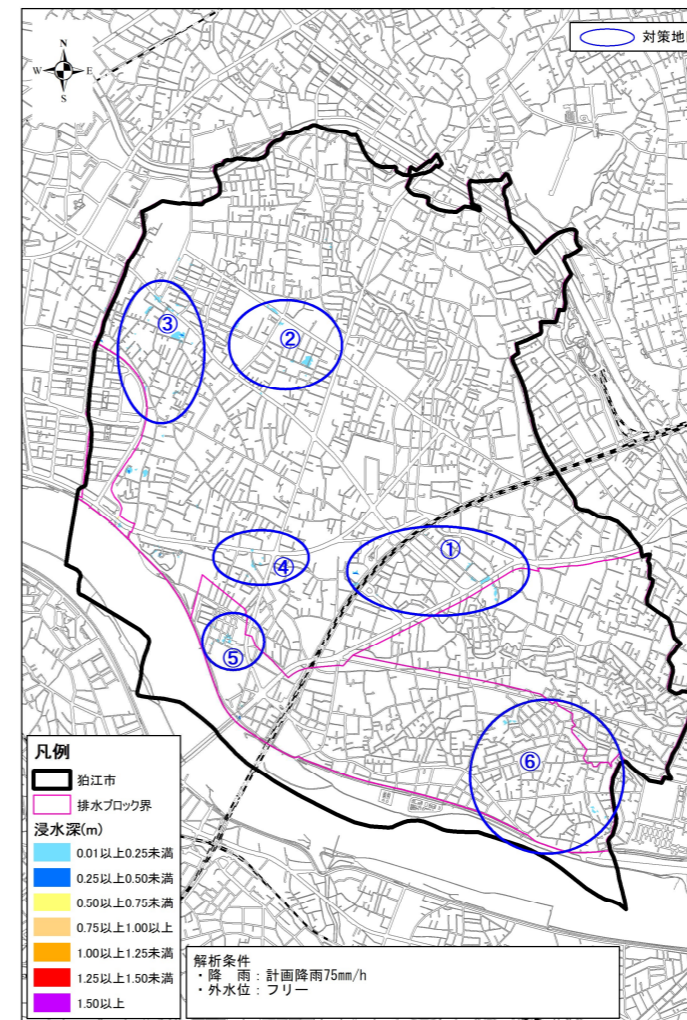 N
W E
S
対策地
③
②
①
④
⑤
⑥
凡例
狛江市
排水ブロック界
浸水深(m)
0.01以上0.25未満
0.25以上0.50未満
0.50以上0.75未満
0.75以上1.00以上
1.00以上1.25未満
1.25以上1.50未満
1.50以上
解析条件
・降 雨：計画降雨75mm/h
・外水位：フリー